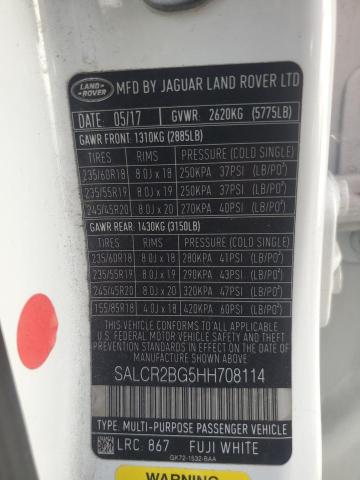 LAND ROVER
MFD BY JAGUAR LAND ROVER LTD
DATE 05/17 GVWR: 2620KG (5775LB)
GAWR FRONT: 1310KG (2885LB)
TIRES RIMS PRESSURE (COLD SINGLE)
235/60R18 8.0J x 18 250KPA 37PSI (LB/PO²)
235/55R19 8.0J x 19 250KPA 37PSI (LB/PO²)
245/45R20 8.0J x 20 270KPA 40PSI (LB/PO²)
GAWR REAR: 1430KG (3150LB)
TIRES RIMS PRESSURE (COLD SINGLE)
235/60R18 8.0J x 18 280KPA 41PSI (LB/PO²)
235/55R19 8.0J x 19 290KPA 43PSI (LB/PO²)
245/45R20 8.0J x 20 320KPA 47PSI (LB/PO²)
155/85R18 4.0J x 18 420KPA 60PSI (LB/PO²)
THIS VEHICLE CONFORMS TO ALL APPLICABLE
U.S. FEDERAL MOTOR VEHICLE SAFETY, BUMPER
AND THEFT PREVENTION STANDARDS IN EFFECT
ON THE DATE OF MANUFACTURE SHOWN ABOVE.
SALCR2BG5HH708114
TYPE: MULTI-PURPOSE PASSENGER VEHICLE
LRC: 867 FUJI WHITE
GK72-1532-BAA
WARNING